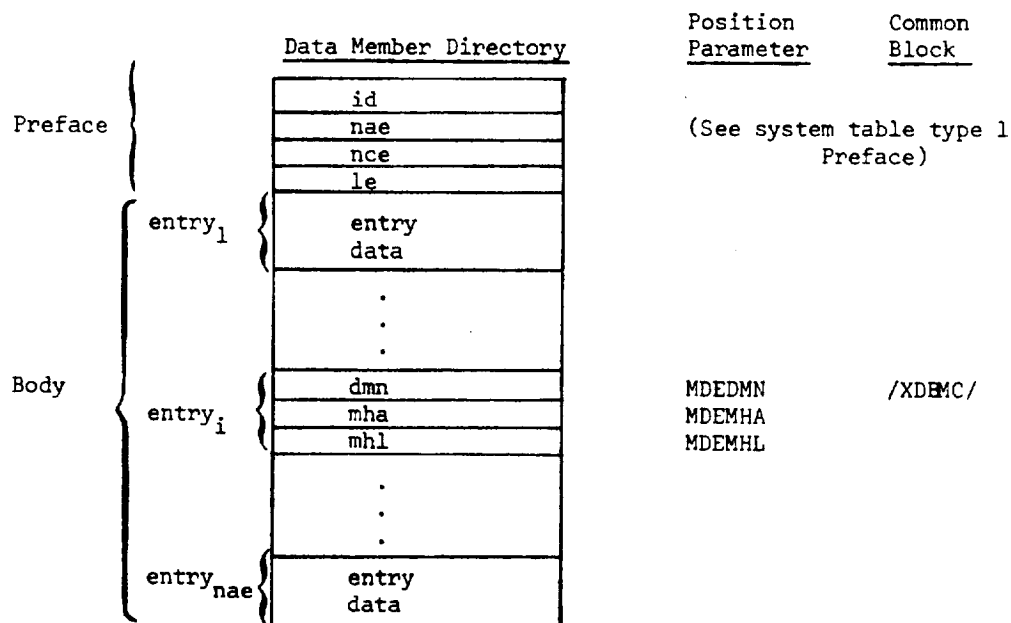 Position Common
Data Member Directory Parameter Block
id
Preface nae (See system table type 1
nce Preface)
le
entry1 entry
data
.
.
.
Body dmn MDEDMN /XDBMC/
entryi mha MDEMHA
mhl MDEMHL
.
.
.
entrynae entry
data